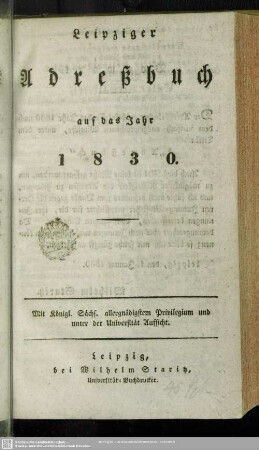 Leipziger
Adreßbuch
auf das Jahr
1830.
Mit Königl. Sächs. allergnädigstem Privilegium und
unter der Universität Aufsicht.
Leipzig,
bei Wilhelm Staritz,
Universitäts-Buchdrucker.